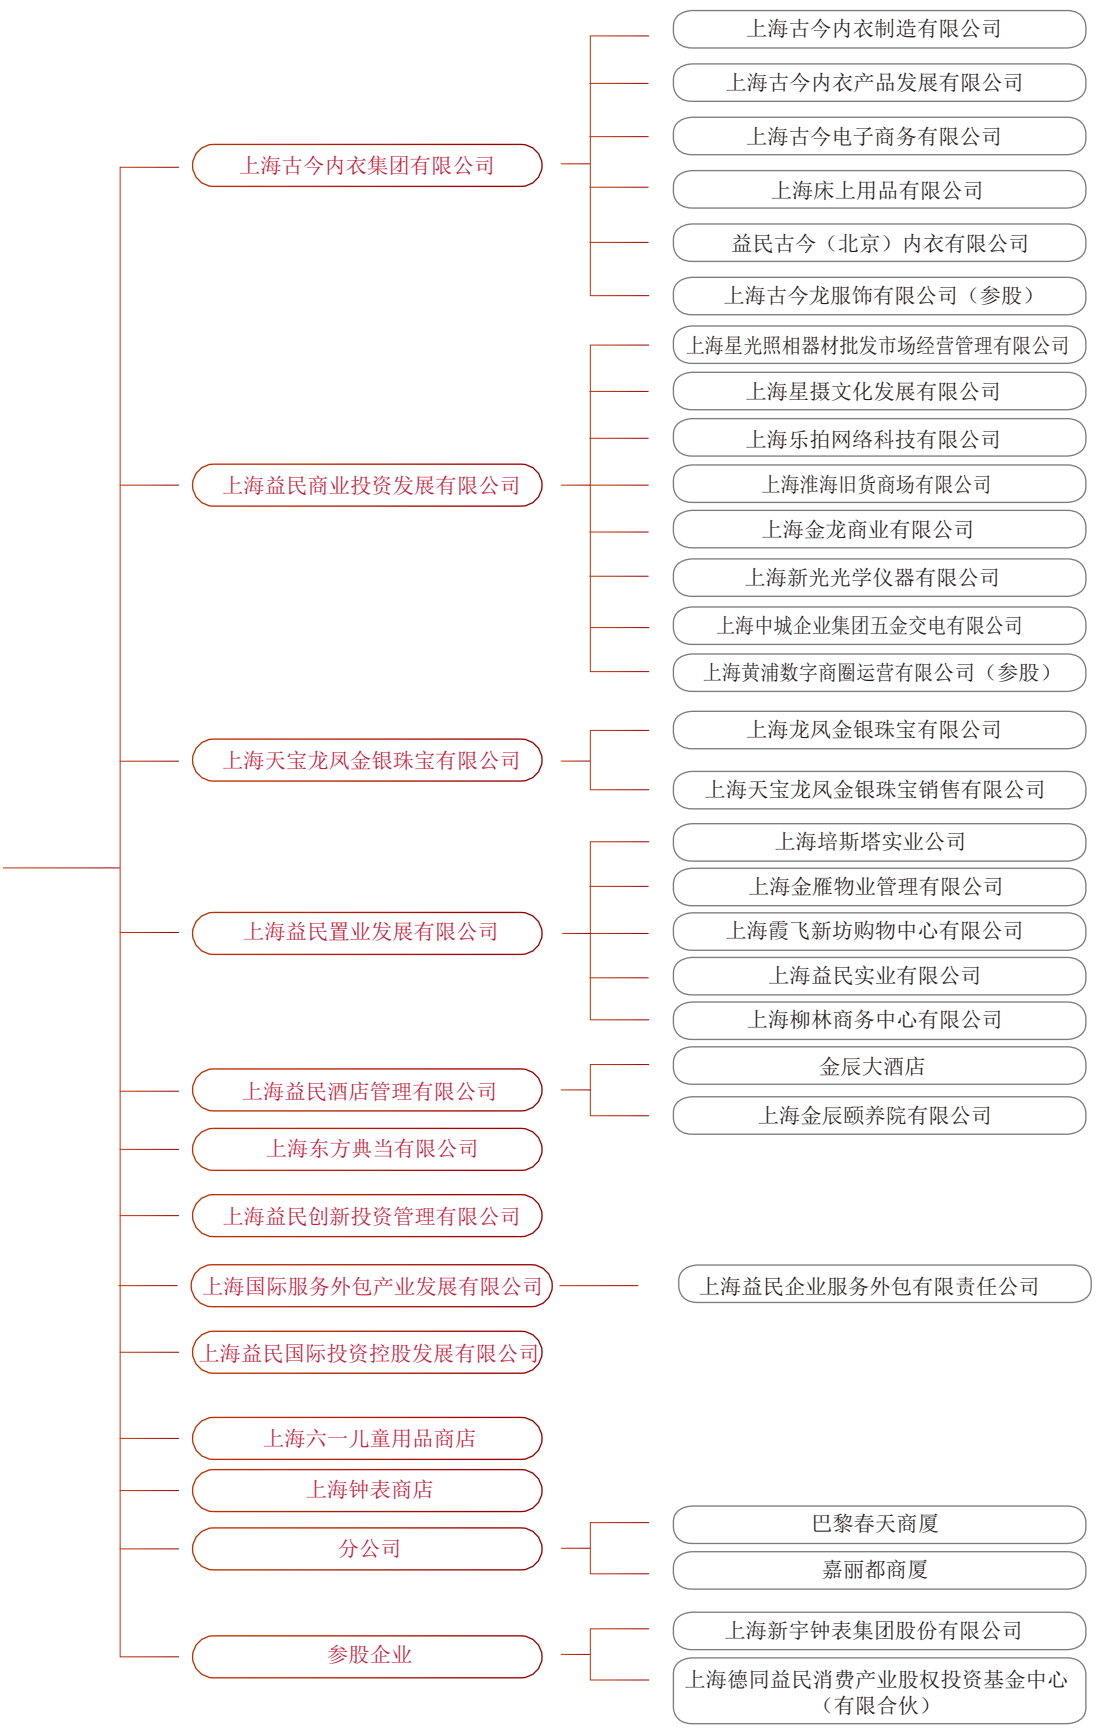 上海古今内衣集团有限公司
上海古今内衣制造有限公司
上海古今内衣产品发展有限公司
上海古今电子商务有限公司
上海床上用品有限公司
益民古今（北京）内衣有限公司
上海古今龙服饰有限公司（参股）
上海益民商业投资发展有限公司
上海星光照相器材批发市场经营管理有限公司
上海星摄文化发展有限公司
上海乐拍网络科技有限公司
上海淮海旧货商场有限公司
上海金龙商业有限公司
上海新光光学仪器有限公司
上海中城企业集团五金交电有限公司
上海黄浦数字商圈运营有限公司（参股）
上海天宝龙凤金银珠宝有限公司
上海龙凤金银珠宝有限公司
上海天宝龙凤金银珠宝销售有限公司
上海益民置业发展有限公司
上海培斯塔实业公司
上海金雁物业管理有限公司
上海霞飞新坊购物中心有限公司
上海益民实业有限公司
上海柳林商务中心有限公司
上海益民酒店管理有限公司
金辰大酒店
上海金辰颐养院有限公司
上海东方典当有限公司
上海益民创新投资管理有限公司
上海国际服务外包产业发展有限公司
上海益民企业服务外包有限责任公司
上海益民国际投资控股发展有限公司
上海六一儿童用品商店
上海钟表商店
分公司
巴黎春天商厦
嘉丽都商厦
参股企业
上海新宇钟表集团股份有限公司
上海德同益民消费产业股权投资基金中心
（有限合伙）